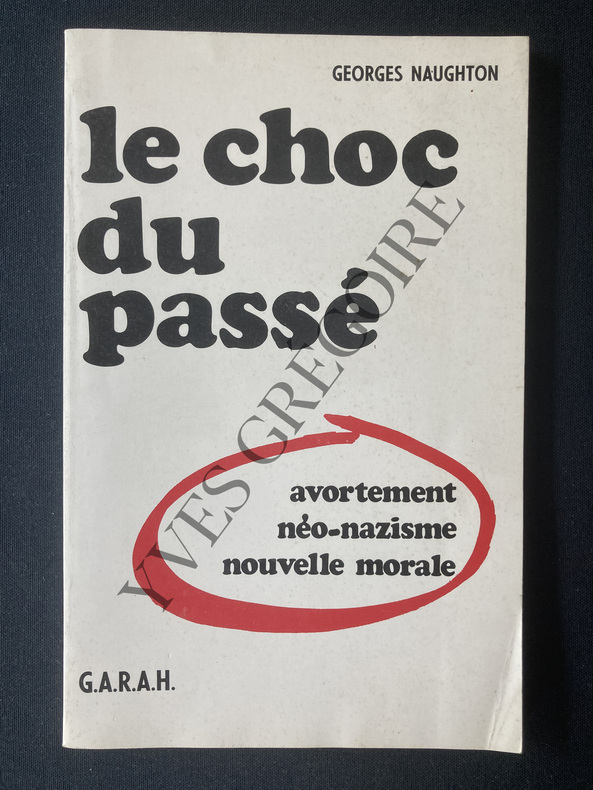 GEORGES NAUGHTON
le choc
du
passé
avortement
néo-nazisme
nouvelle morale
G.A.R.A.H.
YVES GREGOIRE